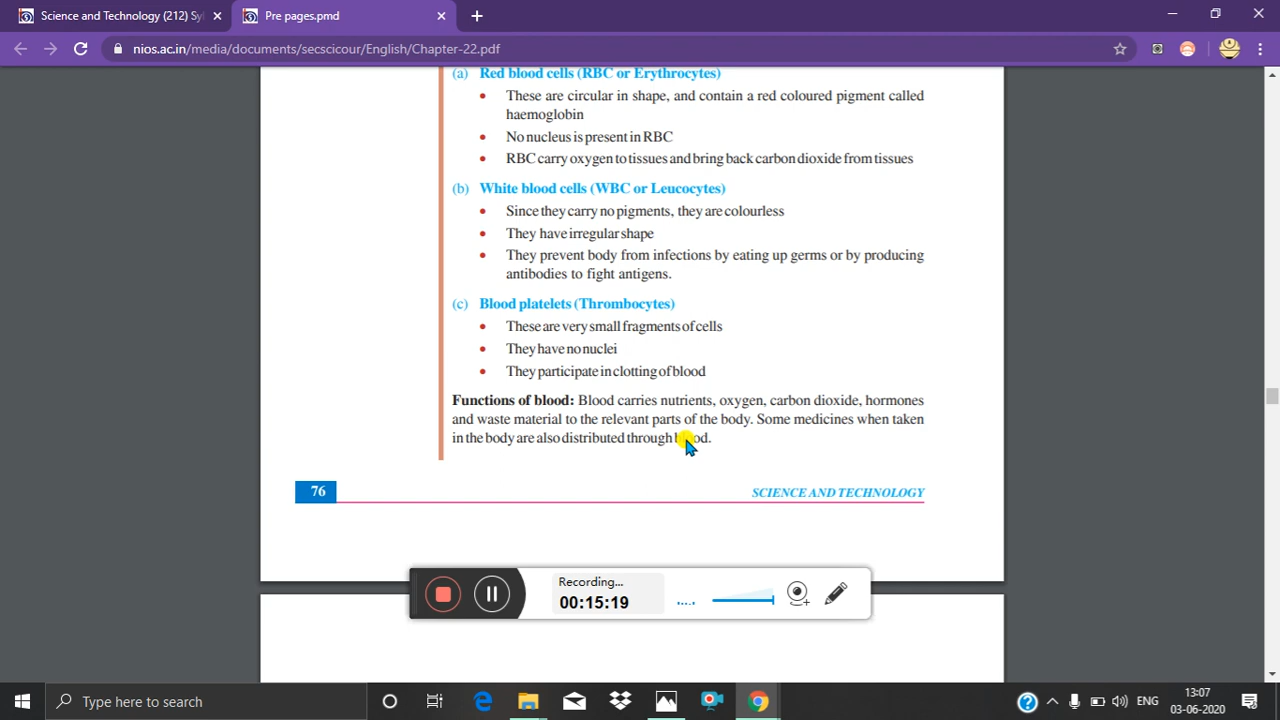 Science and Technology (212) Syl
Pre pages.pmd
nios.ac.in/media/documents/secscicour/English/Chapter-22.pdf
(a) Red blood cells (RBC or Erythrocytes)
• These are circular in shape, and contain a red coloured pigment called
haemoglobin
• No nucleus is present in RBC
• RBC carry oxygen to tissues and bring back carbon dioxide from tissues
(b) White blood cells (WBC or Leucocytes)
• Since they carry no pigments, they are colourless
• They have irregular shape
• They prevent body from infections by eating up germs or by producing
antibodies to fight antigens.
(c) Blood platelets (Thrombocytes)
• These are very small fragments of cells
• They have no nuclei
• They participate in clotting of blood
Functions of blood: Blood carries nutrients, oxygen, carbon dioxide, hormones
and waste material to the relevant parts of the body. Some medicines when taken
in the body are also distributed through blood.
76
SCIENCE AND TECHNOLOGY
Recording...
00:15:19
Type here to search
ENG
13:07
03-06-2020